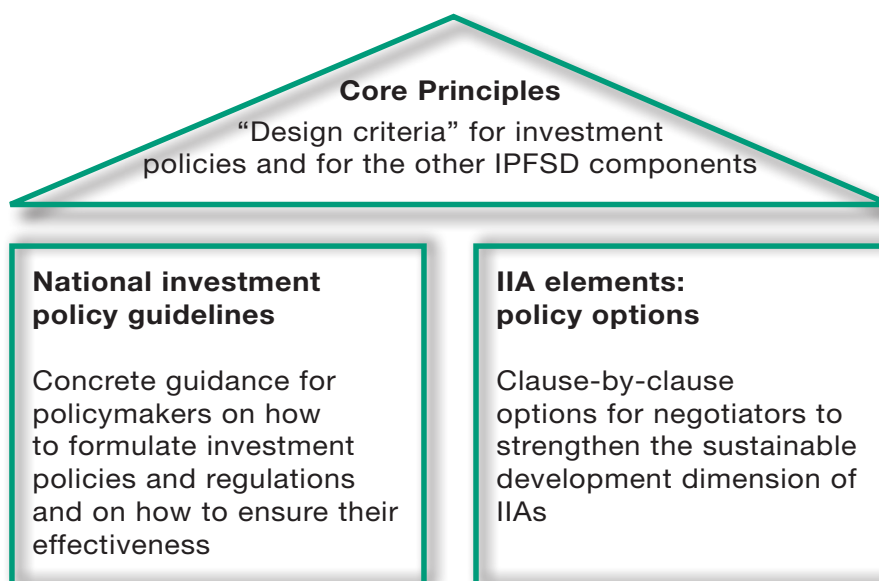 Core Principles
“Design criteria” for investment
policies and for the other IPFSD components
National investment
policy guidelines
Concrete guidance for
policymakers on how
to formulate investment
policies and regulations
and on how to ensure their
effectiveness
IIA elements:
policy options
Clause-by-clause
options for negotiators to
strengthen the sustainable
development dimension of
IIAs